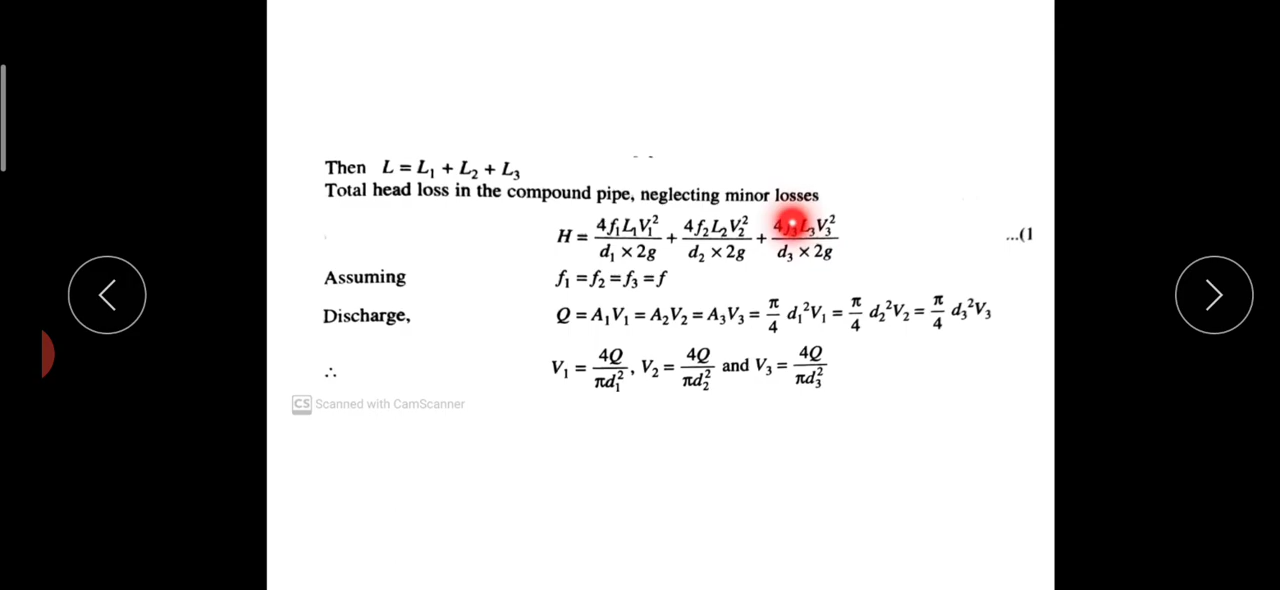 Then L = L₁ + L₂ + L₃
Total head loss in the compound pipe, neglecting minor losses
H = 4f₁L₁V₁²/(d₁ × 2g) + 4f₂L₂V₂²/(d₂ × 2g) + 4f₃L₃V₃²/(d₃ × 2g) ...(1
Assuming f₁ = f₂ = f₃ = f
Discharge, Q = A₁V₁ = A₂V₂ = A₃V₃ = π/4 d₁²V₁ = π/4 d₂²V₂ = π/4 d₃²V₃
∴ V₁ = 4Q/πd₁², V₂ = 4Q/πd₂² and V₃ = 4Q/πd₃²
CS Scanned with CamScanner